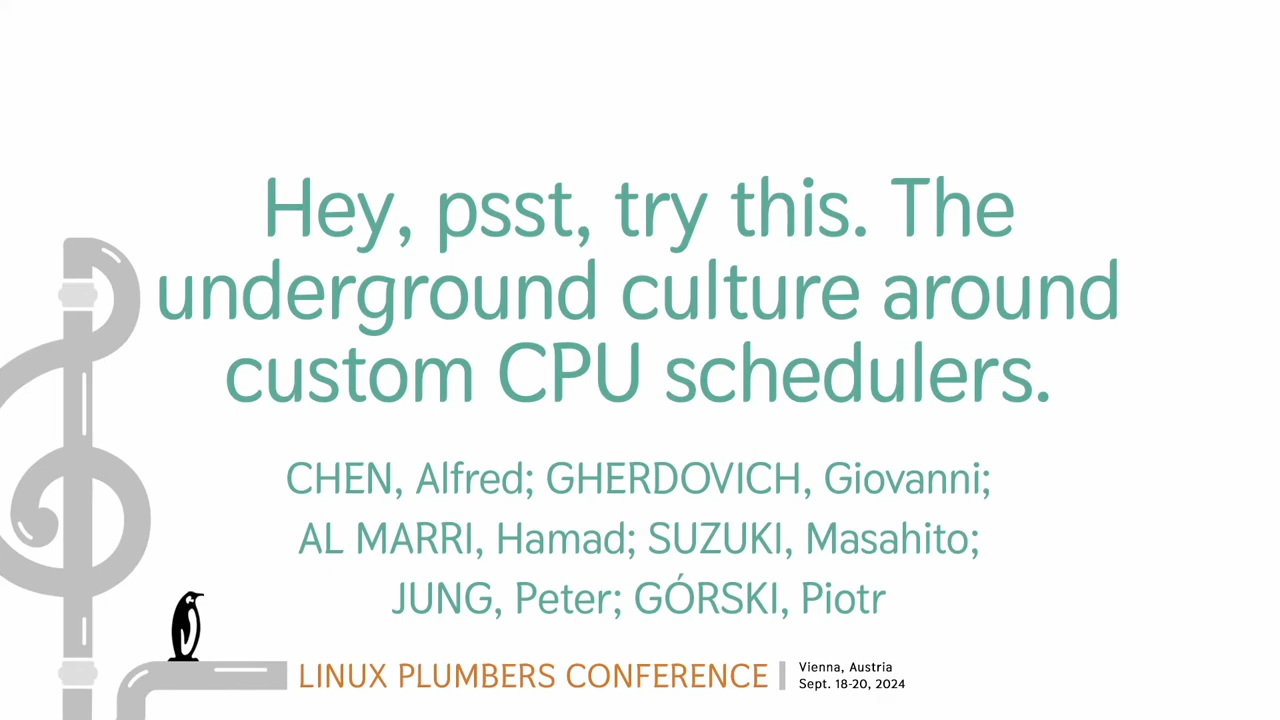 Hey, psst, try this. The
underground culture around
custom CPU schedulers.
CHEN, Alfred; GHERDOVICH, Giovanni;
AL MARRI, Hamad; SUZUKI, Masahito;
JUNG, Peter; GÓRSKI, Piotr
LINUX PLUMBERS CONFERENCE
Vienna, Austria
Sept. 18-20, 2024